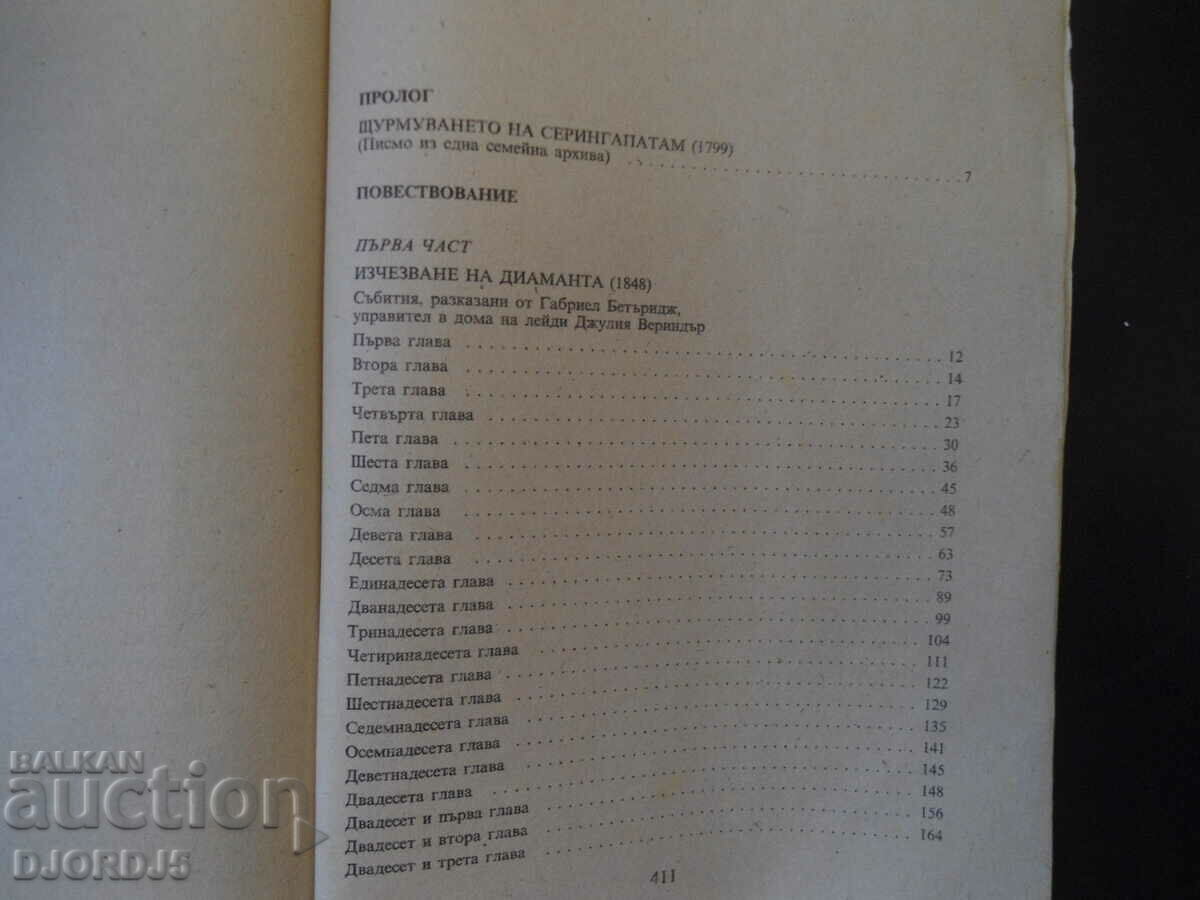 ПРОЛОГ
ЩУРМУВАНЕТО НА СЕРИНГАПАТАМ (1799)
(Писмо из една семейна архива) . . . . . . . . . . 7
ПОВЕСТВОВАНИЕ
ПЪРВА ЧАСТ
ИЗЧЕЗВАНЕ НА ДИАМАНТА (1848)
Събития, разказани от Габриел Бетъридж,
управител в дома на лейди Джулия Вериндър
Първа глава . . . . . . . . . . 12
Втора глава . . . . . . . . . . 14
Трета глава . . . . . . . . . . 17
Четвърта глава . . . . . . . . . . 23
Пета глава . . . . . . . . . . 30
Шеста глава . . . . . . . . . . 36
Седма глава . . . . . . . . . . 45
Осма глава . . . . . . . . . . 48
Девета глава . . . . . . . . . . 57
Десета глава . . . . . . . . . . 63
Единадесета глава . . . . . . . . . . 73
Дванадесета глава . . . . . . . . . . 89
Тринадесета глава . . . . . . . . . . 99
Четиринадесета глава . . . . . . . . . . 104
Петнадесета глава . . . . . . . . . . 111
Шестнадесета глава . . . . . . . . . . 122
Седемнадесета глава . . . . . . . . . . 129
Осемнадесета глава . . . . . . . . . . 135
Деветнадесета глава . . . . . . . . . . 141
Двадесета глава . . . . . . . . . . 145
Двадесет и първа глава . . . . . . . . . . 148
Двадесет и втора глава . . . . . . . . . . 156
Двадесет и трета глава . . . . . . . . . . 164
411
BALKAN
auction
DJORDJ5